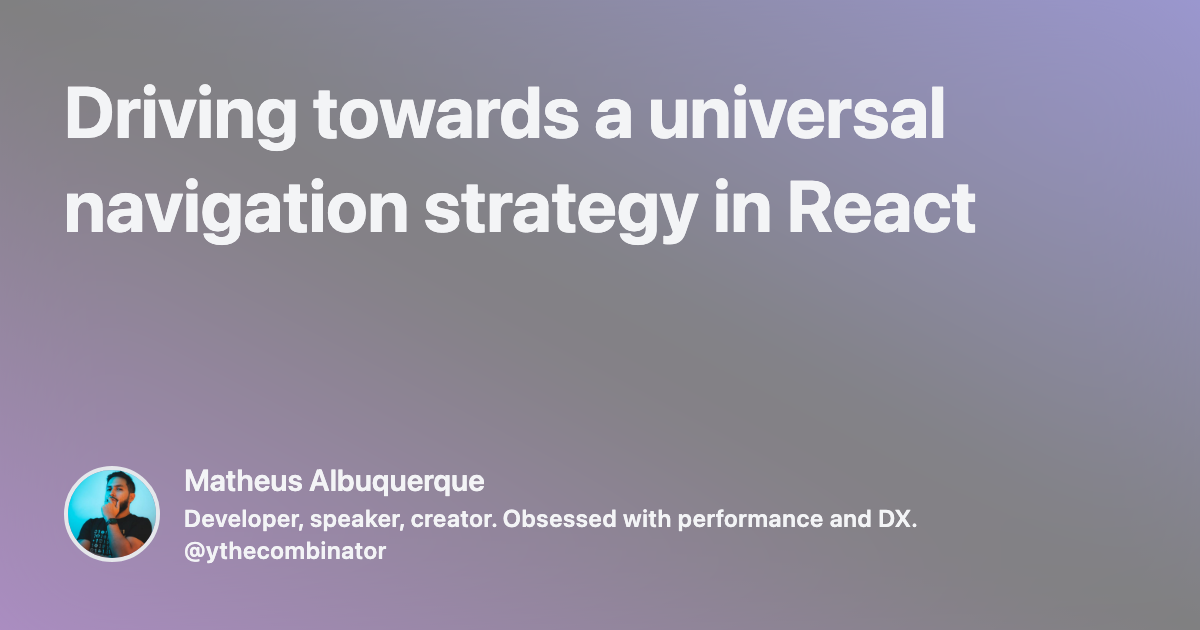 Driving towards a universal
navigation strategy in React
Matheus Albuquerque
Developer, speaker, creator. Obsessed with performance and DX.
@ythecombinator